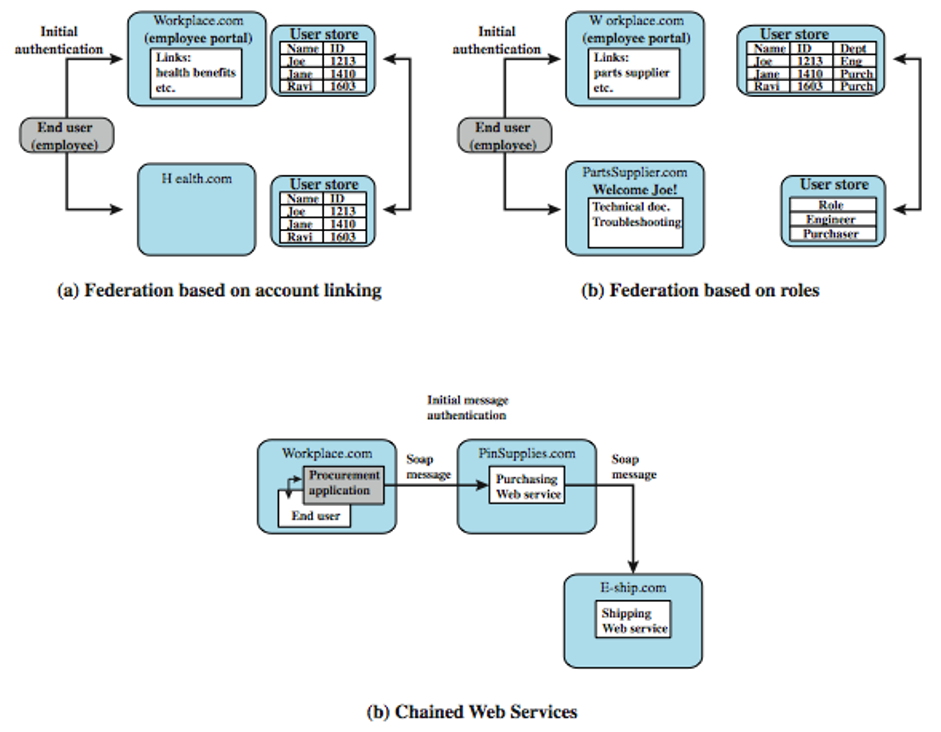 Initial
authentication
Workplace.com
(employee portal)
Links:
health benefits
etc.
User store
Name ID
Joe 1213
Jane 1410
Ravi 1603
End user
(employee)
H ealth.com
User store
Name ID
Joe 1213
Jane 1410
Ravi 1603
(a) Federation based on account linking
Initial
authentication
W orkplace.com
(employee portal)
Links:
parts supplier
etc.
User store
Name ID Dept
Joe 1213 Eng
Jane 1410 Purch
Ravi 1603 Purch
End user
(employee)
PartsSupplier.com
Welcome Joe!
Technical doc.
Troubleshooting
User store
Role
Engineer
Purchaser
(b) Federation based on roles
Initial message
authentication
Workplace.com
Procurement
application
End user
Soap
message
PinSupplies.com
Purchasing
Web service
Soap
message
E-ship.com
Shipping
Web service
(b) Chained Web Services